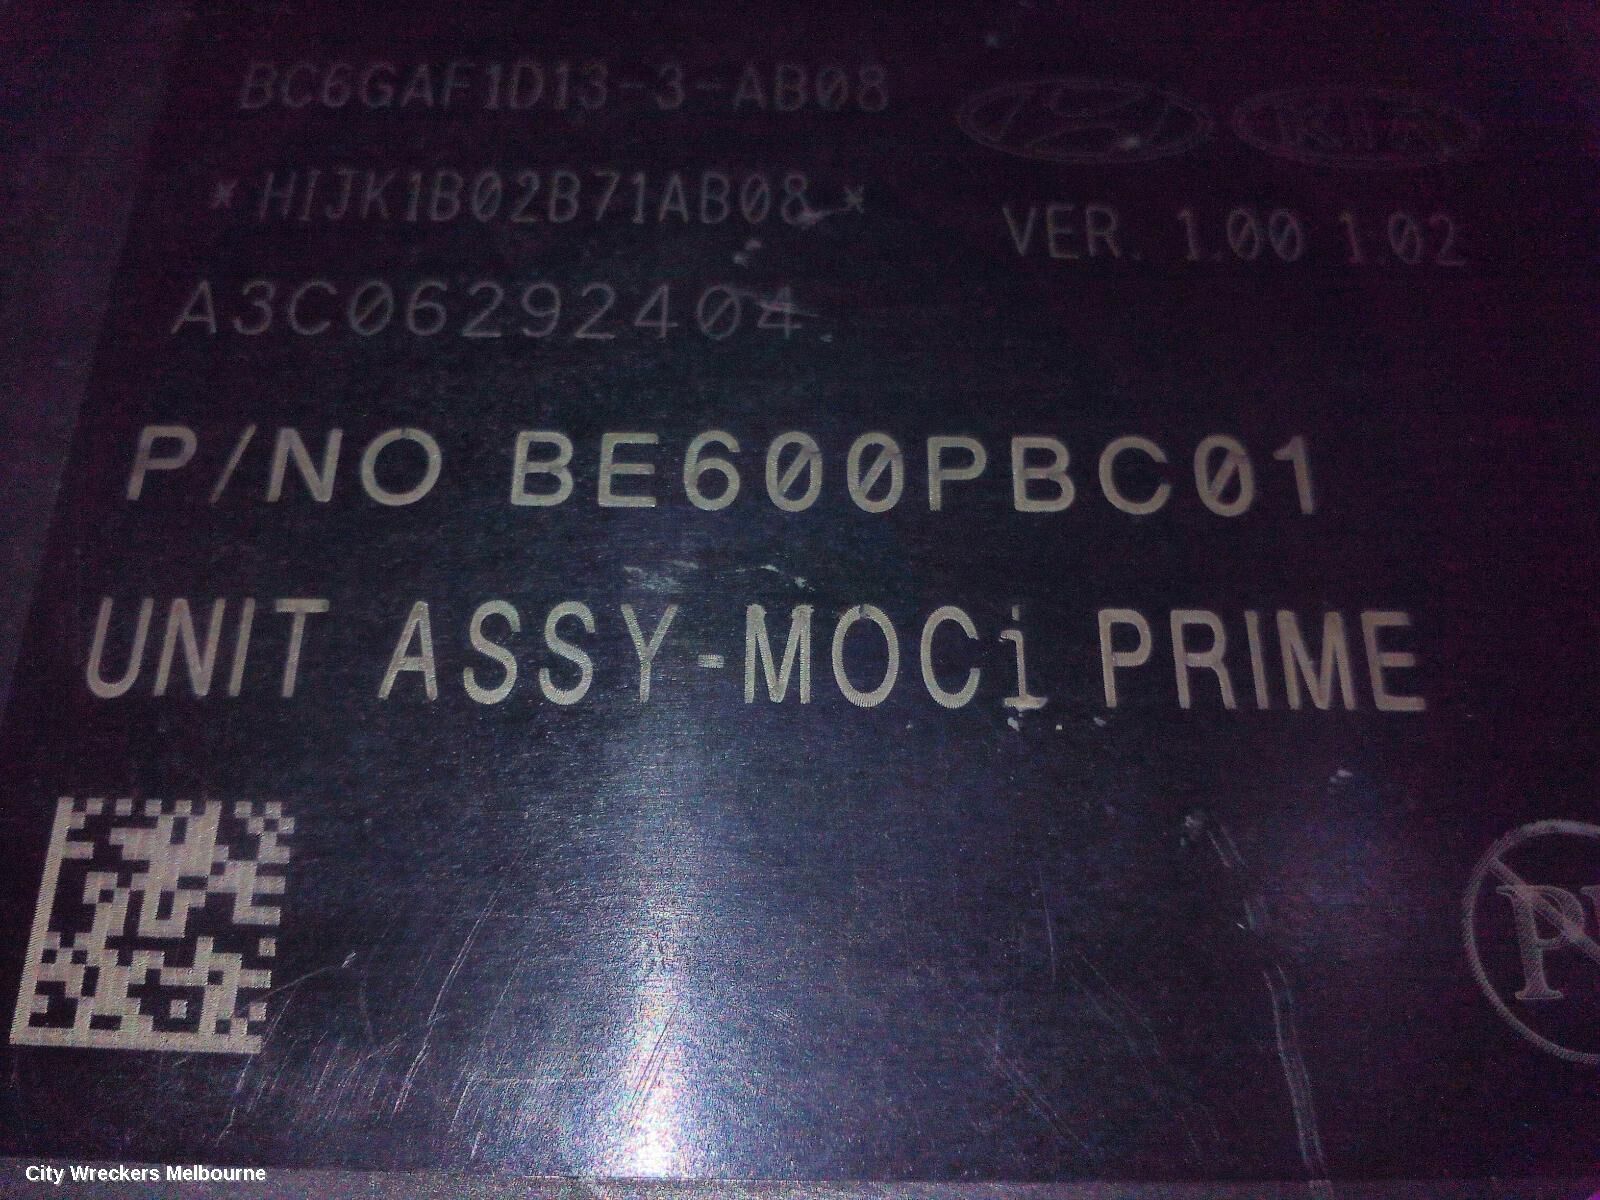 BC6GAF1D13-3-AB08
KIA
*HIJK1B02B71AB08*
VER. 1.00 1.02
A3C06292404
P/NO BE600PBC01
UNIT ASSY-MOCi PRIME
City Wreckers Melbourne